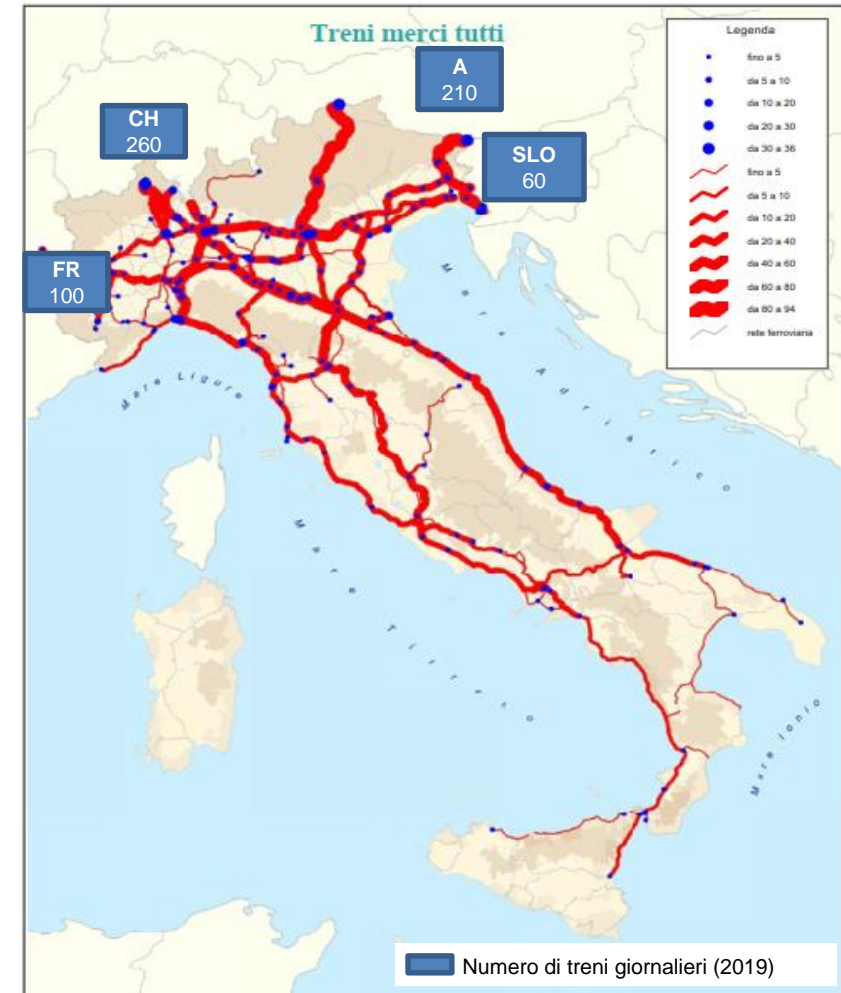 Treni merci tutti
A
210
CH
260
SLO
60
FR
100
Legenda
fino a 5
da 5 a 10
da 10 a 20
da 20 a 30
da 30 a 36
fino a 5
da 5 a 10
da 10 a 20
da 20 a 40
da 40 a 60
da 60 a 80
da 80 a 94
rete ferroviaria
Mare Ligure
Mare Adriatico
Mare Tirreno
Mare Ionio
Numero di treni giornalieri (2019)